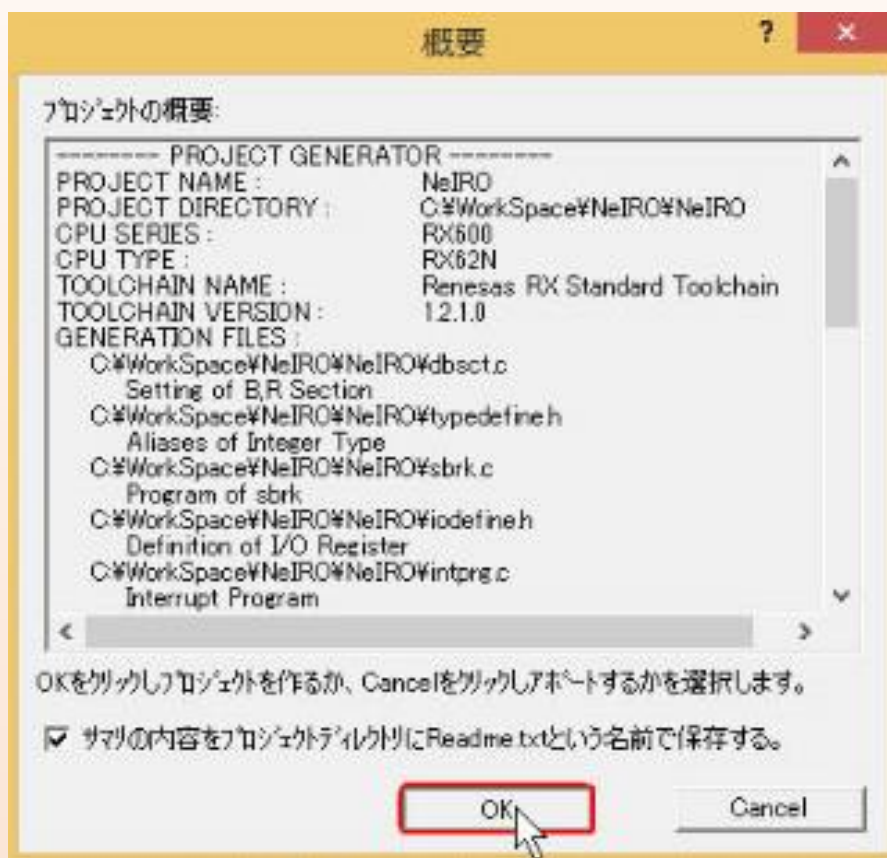 概要
? ×
プロジェクトの概要:
-------- PROJECT GENERATOR --------
PROJECT NAME : NeIRO
PROJECT DIRECTORY : C:¥WorkSpace¥NeIRO¥NeIRO
CPU SERIES : RX600
CPU TYPE : RX62N
TOOLCHAIN NAME : Renesas RX Standard Toolchain
TOOLCHAIN VERSION : 1.2.1.0
GENERATION FILES :
C:¥WorkSpace¥NeIRO¥NeIRO¥dbsct.c
Setting of B,R Section
C:¥WorkSpace¥NeIRO¥NeIRO¥typedefine.h
Aliases of Integer Type
C:¥WorkSpace¥NeIRO¥NeIRO¥sbrk.c
Program of sbrk
C:¥WorkSpace¥NeIRO¥NeIRO¥iodefine.h
Definition of I/O Register
C:¥WorkSpace¥NeIRO¥NeIRO¥intprg.c
Interrupt Program
OKをクリックしプロジェクトを作るか、Cancelをクリックしアボートするかを選択します。
サマリの内容をプロジェクトディレクトリにReadme.txtという名前で保存する。
OK Cancel